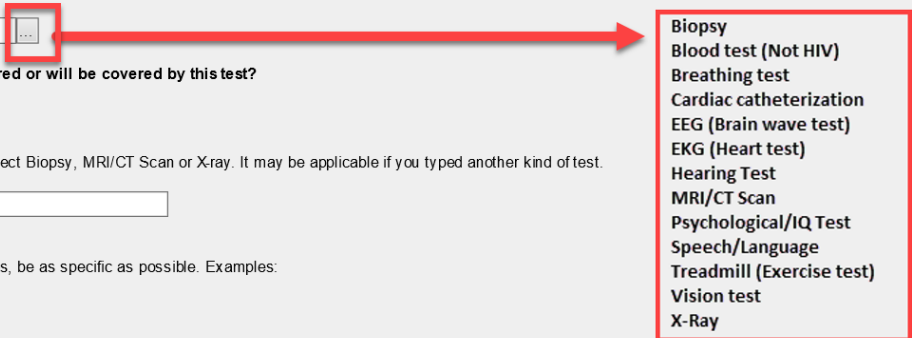 ...
red or will be covered by this test?
ect Biopsy, MRI/CT Scan or X-ray. It may be applicable if you typed another kind of test.
s, be as specific as possible. Examples:
Biopsy
Blood test (Not HIV)
Breathing test
Cardiac catheterization
EEG (Brain wave test)
EKG (Heart test)
Hearing Test
MRI/CT Scan
Psychological/IQ Test
Speech/Language
Treadmill (Exercise test)
Vision test
X-Ray